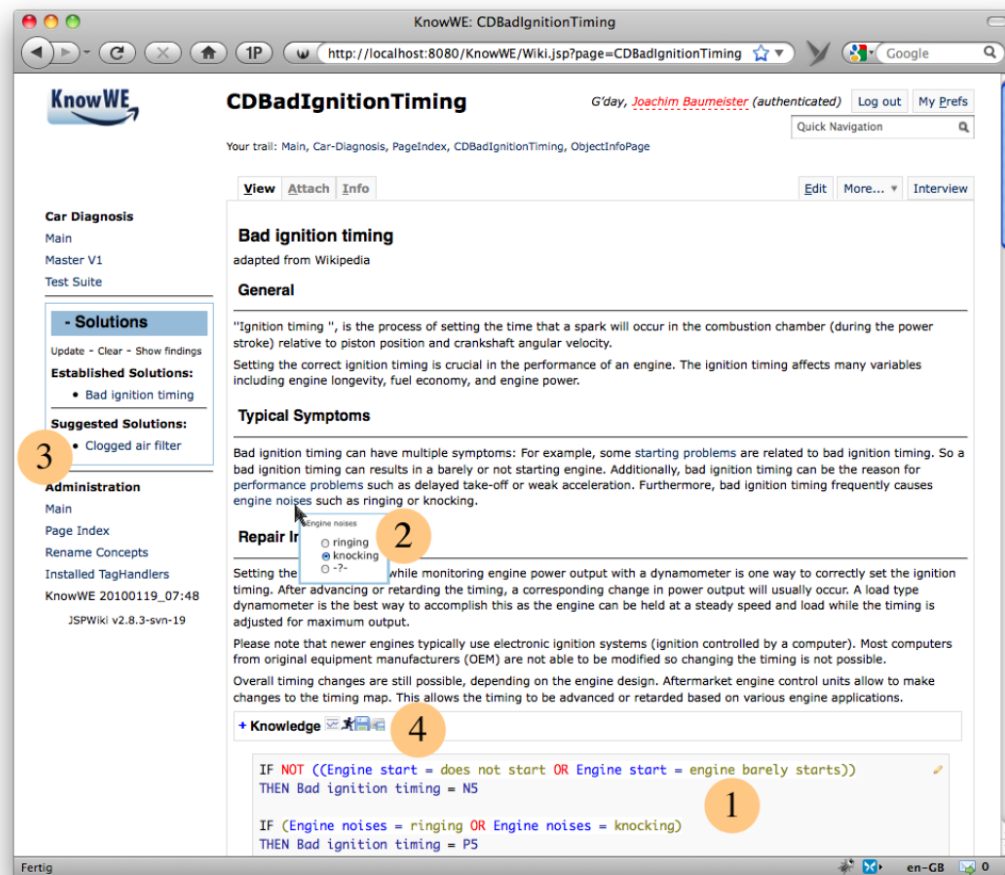 KnowWE: CDBadIgnitionTiming
1P
http://localhost:8080/KnowWE/Wiki.jsp?page=CDBadIgnitionTiming
Google
KnowWE
CDBadIgnitionTiming
G'day, Joachim Baumeister (authenticated)
Log out
My Prefs
Quick Navigation
Your trail: Main, Car-Diagnosis, PageIndex, CDBadIgnitionTiming, ObjectInfoPage
View
Attach
Info
Edit
More...
Interview
Car Diagnosis
Main
Master V1
Test Suite
- Solutions
Update - Clear - Show findings
Established Solutions:
• Bad ignition timing
Suggested Solutions:
• Clogged air filter
3
Administration
Main
Page Index
Rename Concepts
Installed TagHandlers
KnowWE 20100119_07:48
JSPWiki v2.8.3-svn-19
Bad ignition timing
adapted from Wikipedia
General
"Ignition timing ", is the process of setting the time that a spark will occur in the combustion chamber (during the power
stroke) relative to piston position and crankshaft angular velocity.
Setting the correct ignition timing is crucial in the performance of an engine. The ignition timing affects many variables
including engine longevity, fuel economy, and engine power.
Typical Symptoms
Bad ignition timing can have multiple symptoms: For example, some starting problems are related to bad ignition timing. So a
bad ignition timing can results in a barely or not starting engine. Additionally, bad ignition timing can be the reason for
performance problems such as delayed take-off or weak acceleration. Furthermore, bad ignition timing frequently causes
engine noises such as ringing or knocking.
Engine noises
ringing
knocking
-?-
2
Repair
Setting the while monitoring engine power output with a dynamometer is one way to correctly set the ignition
timing. After advancing or retarding the timing, a corresponding change in power output will usually occur. A load type
dynamometer is the best way to accomplish this as the engine can be held at a steady speed and load while the timing is
adjusted for maximum output.
Please note that newer engines typically use electronic ignition systems (ignition controlled by a computer). Most computers
from original equipment manufacturers (OEM) are not able to be modified so changing the timing is not possible.
Overall timing changes are still possible, depending on the engine design. Aftermarket engine control units allow to make
changes to the timing map. This allows the timing to be advanced or retarded based on various engine applications.
+ Knowledge
4
IF NOT ((Engine start = does not start OR Engine start = engine barely starts))
THEN Bad ignition timing = N5
1
IF (Engine noises = ringing OR Engine noises = knocking)
THEN Bad ignition timing = P5
Fertig
en-GB
0